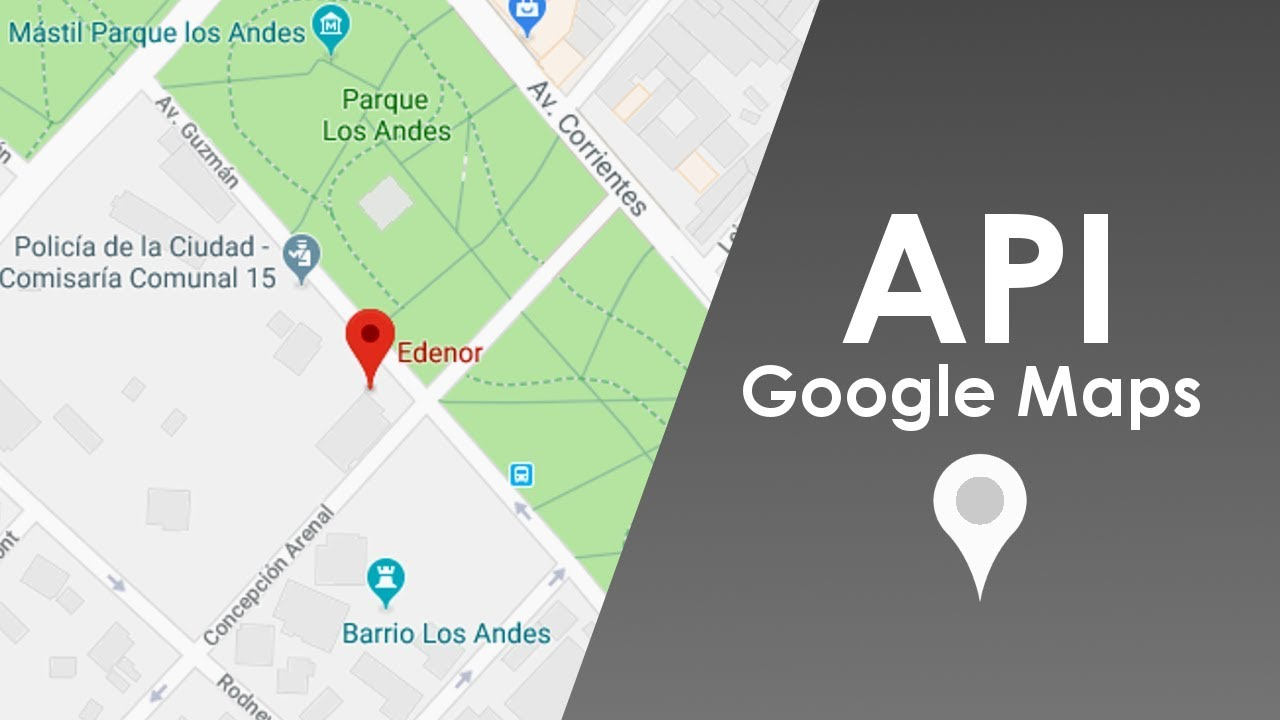 Mástil Parque los Andes
Parque
Los Andes
Av. Guzmán
Av. Corrientes
Policía de la Ciudad -
Comisaría Comunal 15
Edenor
Concepción Arenal
Barrio Los Andes
API
Google Maps